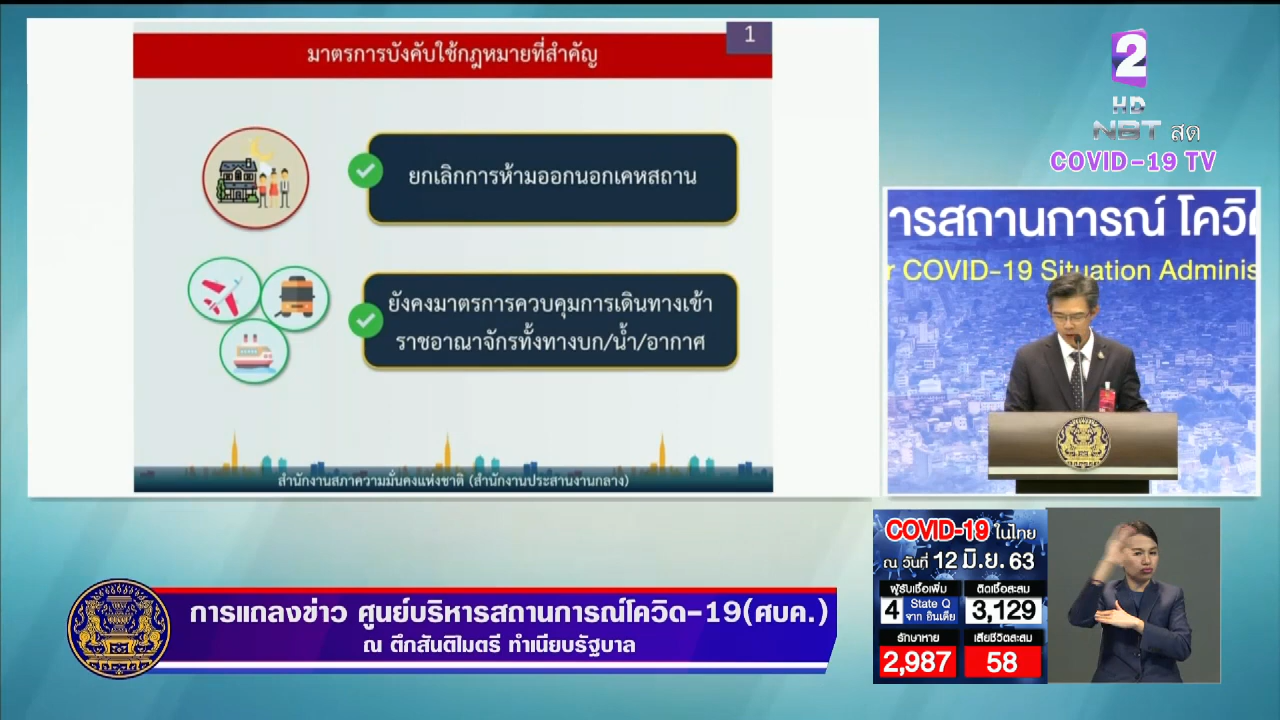 1
มาตรการบังคับใช้กฎหมายที่สำคัญ
ยกเลิกการห้ามออกนอกเคหสถาน
ยังคงมาตรการควบคุมการเดินทางเข้า
ราชอาณาจักรทั้งทางบก/น้ำ/อากาศ
สำนักงานสภาความมั่นคงแห่งชาติ (สำนักงานประสานงานกลาง)
2
HD
NBT สด
COVID-19 TV
ารสถานการณ์ โควิ
r COVID-19 Situation Adminis
COVID-19 ในไทย
ณ วันที่ 12 มิ.ย. 63
ผู้รับเชื้อเพิ่ม
4 State Q
จาก อินเดีย
ติดเชื้อสะสม
3,129
รักษาหาย
2,987
เสียชีวิตสะสม
58
การแถลงข่าว ศูนย์บริหารสถานการณ์โควิด-19(ศบค.)
ณ ตึกสันติไมตรี ทำเนียบรัฐบาล